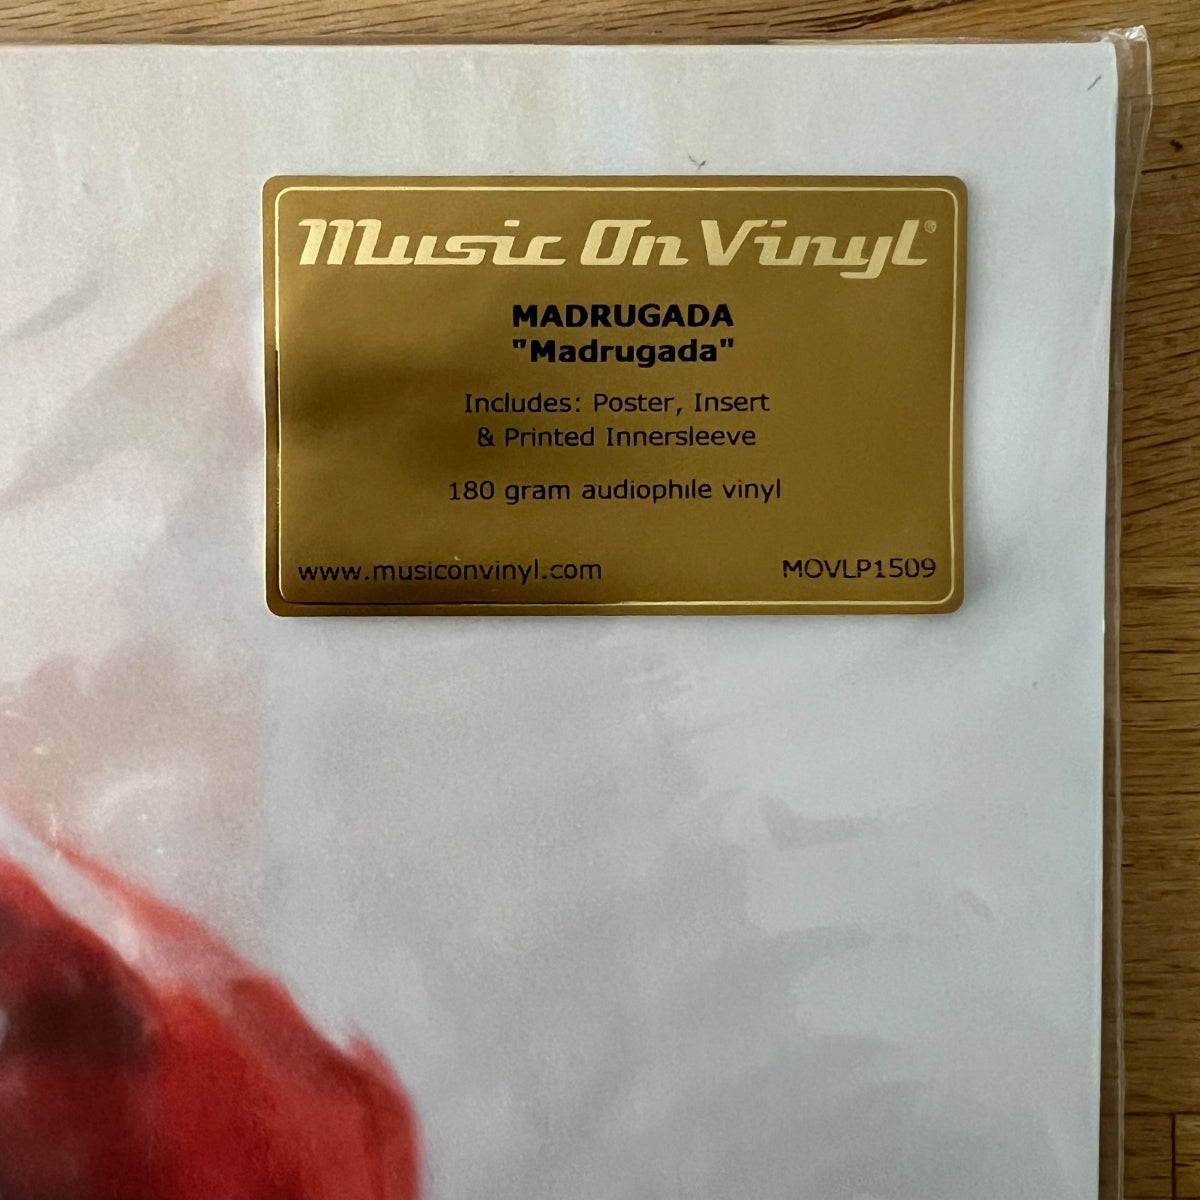 Music On Vinyl®
MADRUGADA
"Madrugada"
Includes: Poster, Insert
& Printed Innersleeve
180 gram audiophile vinyl
www.musiconvinyl.com MOVLP1509